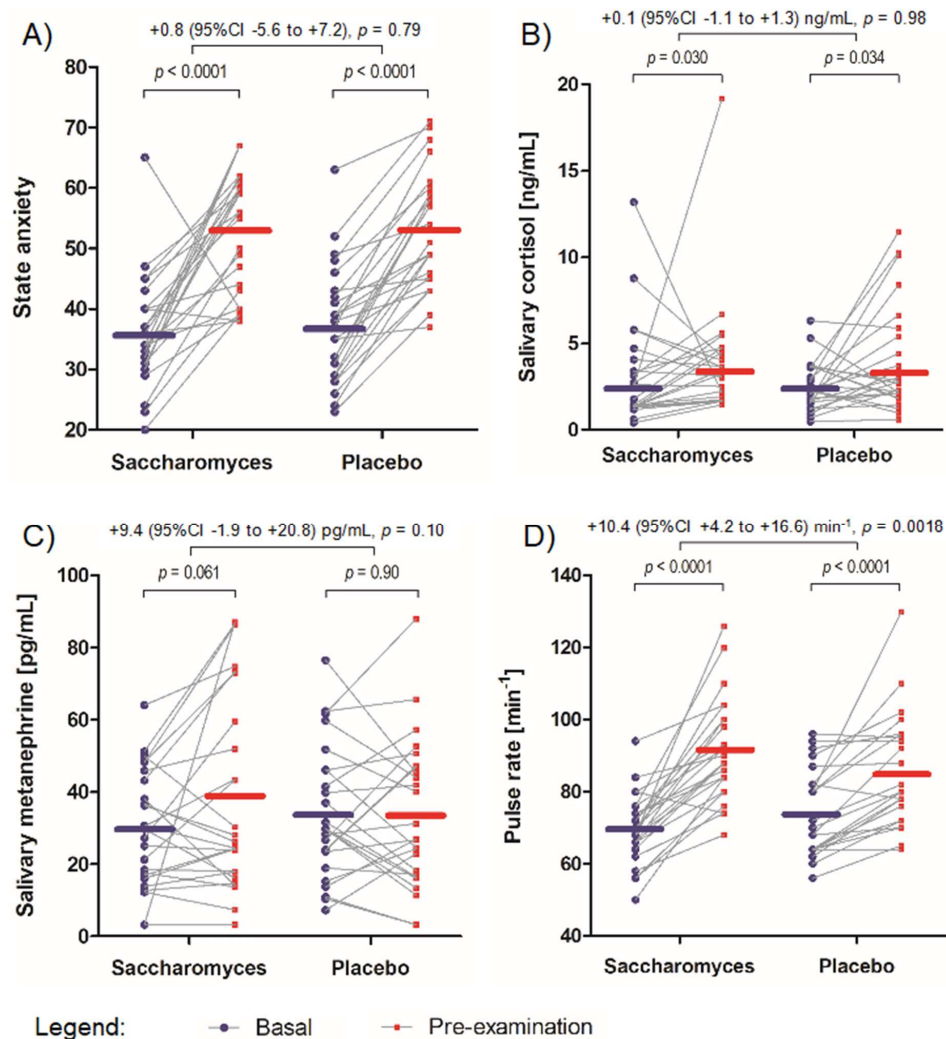 A)
+0.8 (95%CI -5.6 to +7.2), p = 0.79
p < 0.0001
p < 0.0001
State anxiety
80
70
60
50
40
30
20
Saccharomyces
Placebo
B)
+0.1 (95%CI -1.1 to +1.3) ng/mL, p = 0.98
p = 0.030
p = 0.034
Salivary cortisol [ng/mL]
20
15
10
5
0
Saccharomyces
Placebo
C)
+9.4 (95%CI -1.9 to +20.8) pg/mL, p = 0.10
p = 0.061
p = 0.90
Salivary metanephrine [pg/mL]
100
80
60
40
20
0
Saccharomyces
Placebo
D)
+10.4 (95%CI +4.2 to +16.6) min⁻¹, p = 0.0018
p < 0.0001
p < 0.0001
Pulse rate [min⁻¹]
140
120
100
80
60
40
Saccharomyces
Placebo
Legend: Basal Pre-examination